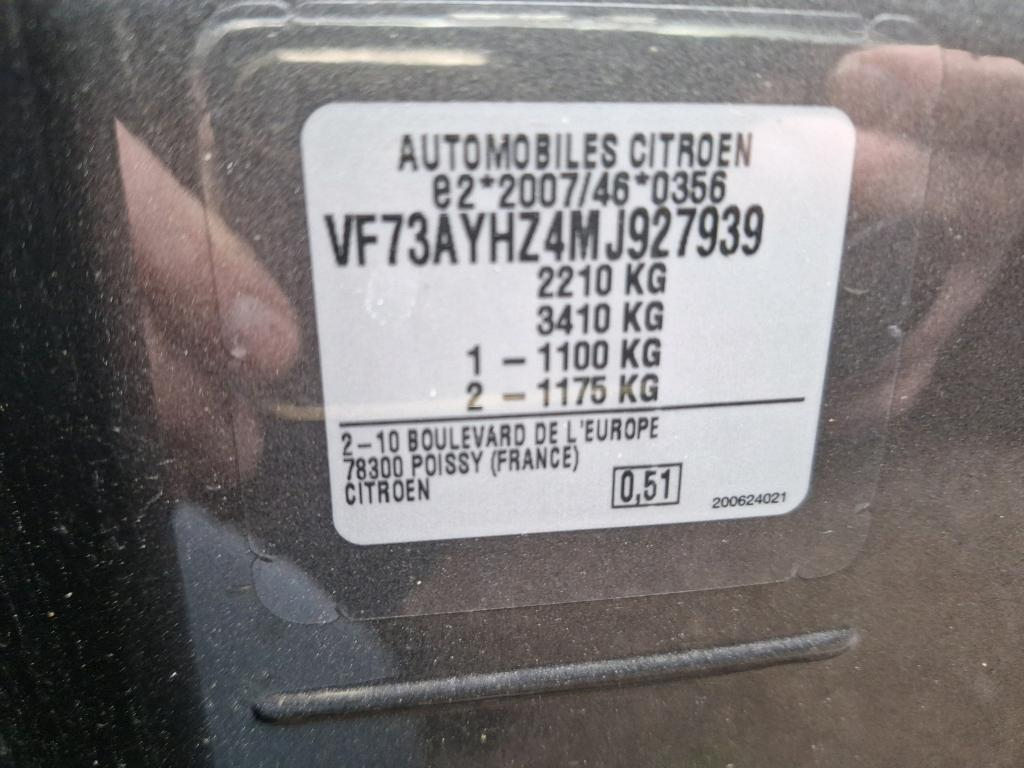 AUTOMOBILES CITROEN
e2*2007/46*0356
VF73AYHZ4MJ927939
2210 KG
3410 KG
1 - 1100 KG
2 - 1175 KG
2-10 BOULEVARD DE L'EUROPE
78300 POISSY (FRANCE)
CITROEN
0,51
200624021